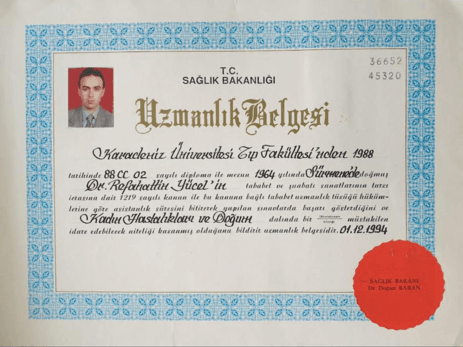 36652
45320
T.C.
SAĞLIK BAKANLIĞI
Uzmanlık Belgesi
Karadeniz Üniversitesi Tıp Fakültesi'nden 1988
tarihinde 88 CC 02 sayılı diploma ile mezun 1964 yılında Sürmene'de doğmuş
Dr. Yücel'in tababet ve şuabatı sanatlarının tarzı
icrasına dair 1219 sayılı kanun ile bu kanuna bağlı tababet uzmanlık tüzüğü hüküm-
lerine göre asistanlık süresini bitirerek yapılan sınavlarda başarı gösterdiğini ve
Kadın Hastalıkları ve Doğum dalında bir müstakilen
idare edebilecek niteliği kazanmış olduğunu bildirir uzmanlık belgesidir. 01.12.1994
SAĞLIK BAKANI
Dr. Doğan BARAN